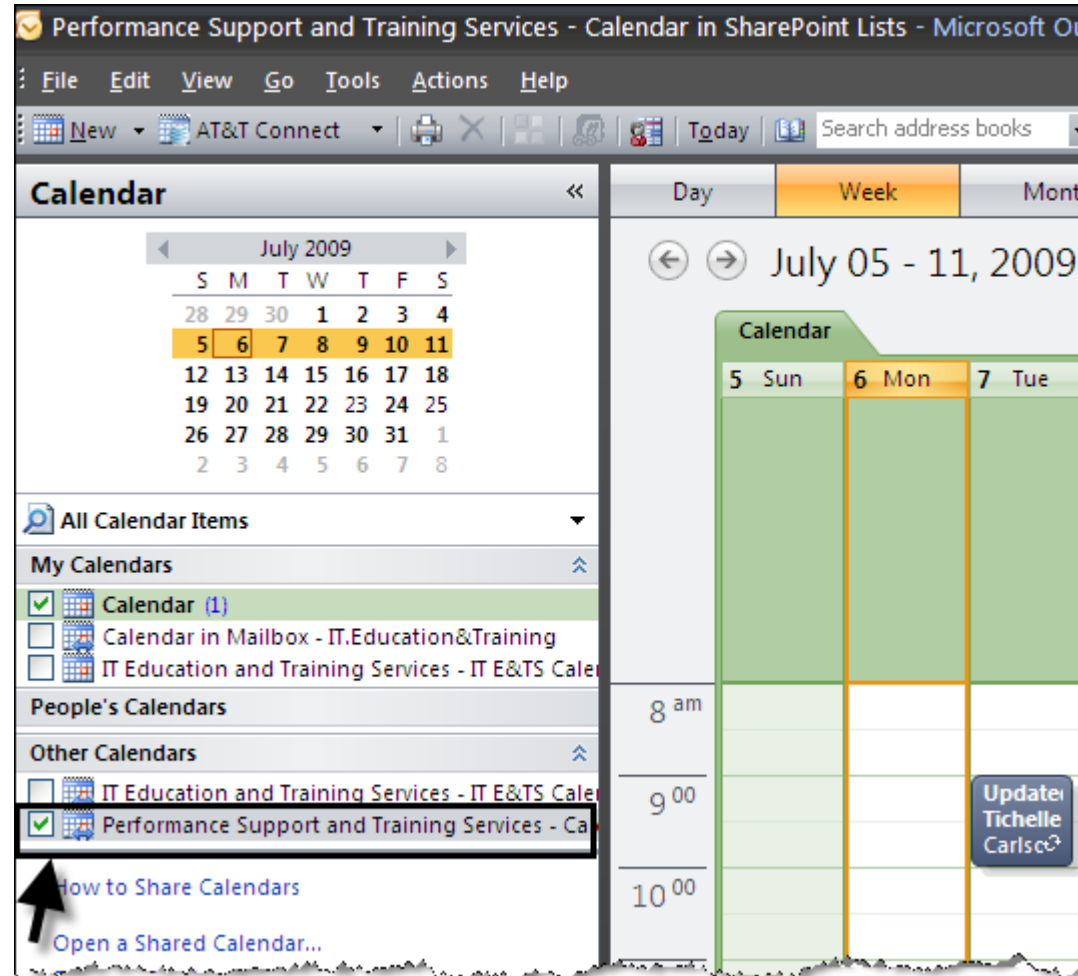 Performance Support and Training Services - Calendar in SharePoint Lists - Microsoft
File Edit View Go Tools Actions Help
New AT&T Connect Today Search address books
Calendar «
July 2009
S M T W T F S
28 29 30 1 2 3 4
5 6 7 8 9 10 11
12 13 14 15 16 17 18
19 20 21 22 23 24 25
26 27 28 29 30 31 1
2 3 4 5 6 7 8
All Calendar Items
My Calendars
Calendar (1)
Calendar in Mailbox - IT.Education&Training
IT Education and Training Services - IT E&TS Caler
People's Calendars
Other Calendars
IT Education and Training Services - IT E&TS Caler
Performance Support and Training Services - Ca
How to Share Calendars
Open a Shared Calendar...
Day Week Mont
July 05 - 11, 2009
Calendar
5 Sun 6 Mon 7 Tue
8 am
9 00
10 00
Update
Tichelle
Carlsc